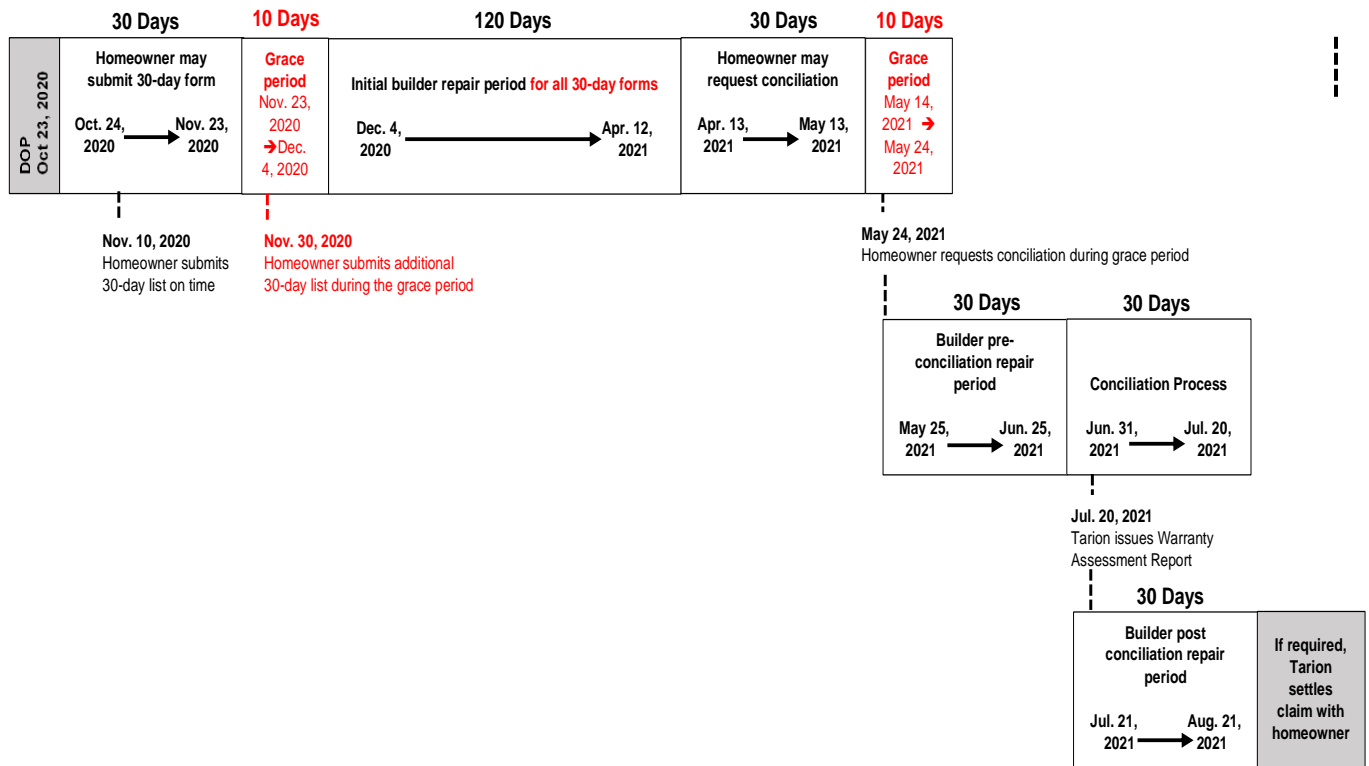 30 Days
10 Days
120 Days
30 Days
10 Days
DOP
Oct 23, 2020
Homeowner may
submit 30-day form
Oct. 24,
2020
Nov. 23,
2020
Grace
period
Nov. 23,
2020
➔Dec.
4, 2020
Initial builder repair period for all 30-day forms
Dec. 4,
2020
Apr. 12,
2021
Homeowner may
request conciliation
Apr. 13,
2021
May 13,
2021
Grace
period
May 14,
2021 ➔
May 24,
2021
Nov. 10, 2020
Homeowner submits
30-day list on time
Nov. 30, 2020
Homeowner submits additional
30-day list during the grace period
May 24, 2021
Homeowner requests conciliation during grace period
30 Days
30 Days
Builder pre-
conciliation repair
period
May 25,
2021
Jun. 25,
2021
Conciliation Process
Jun. 31,
2021
Jul. 20,
2021
Jul. 20, 2021
Tarion issues Warranty
Assessment Report
30 Days
Builder post
conciliation repair
period
Jul. 21,
2021
Aug. 21,
2021
If required,
Tarion
settles
claim with
homeowner